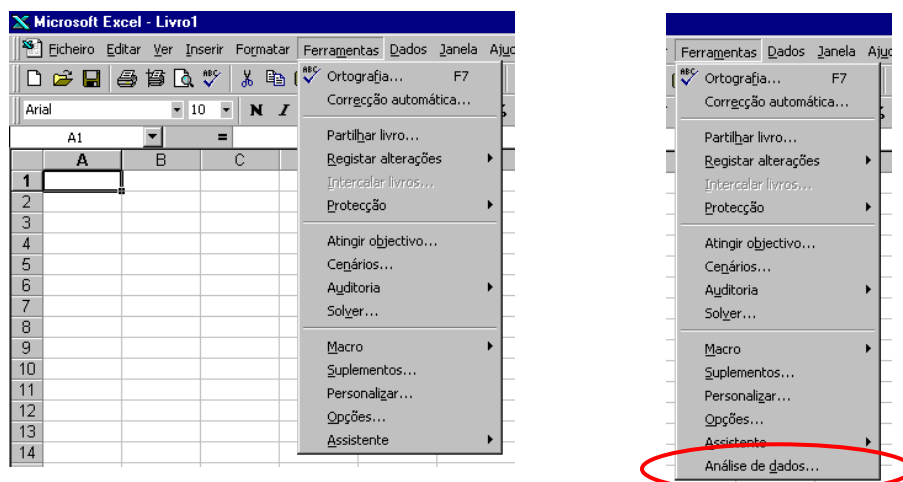 Microsoft Excel - Livro1
Ficheiro Editar Ver Inserir Formatar Ferramentas Dados Janela
Arial 10 N I
A1 =
A B C
1
2
3
4
5
6
7
8
9
10
11
12
13
14
ABC Ortografia... F7
Correcção automática...
Partilhar livro...
Registar alterações
Intercalar livros...
Protecção
Atingir objectivo...
Cenários...
Auditoria
Solver...
Macro
Suplementos...
Personalizar...
Opções...
Assistente
Ferramentas Dados Janela
ABC Ortografia... F7
Correcção automática...
Partilhar livro...
Registar alterações
Intercalar livros...
Protecção
Atingir objectivo...
Cenários...
Auditoria
Solver...
Macro
Suplementos...
Personalizar...
Opções...
Assistente
Análise de dados...